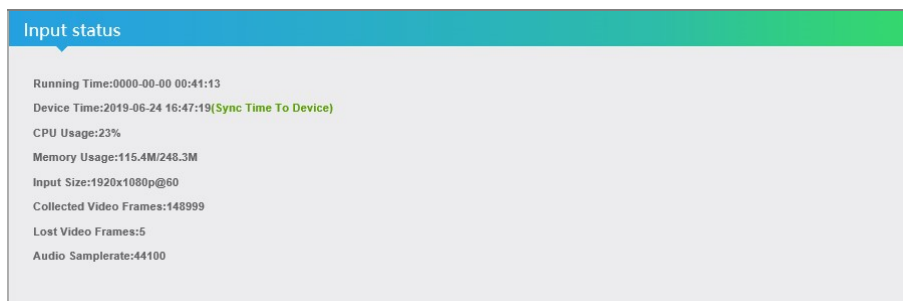 Input status
Running Time:0000-00-00 00:41:13
Device Time:2019-06-24 16:47:19(Sync Time To Device)
CPU Usage:23%
Memory Usage:115.4M/248.3M
Input Size:1920x1080p@60
Collected Video Frames:148999
Lost Video Frames:5
Audio Samplerate:44100